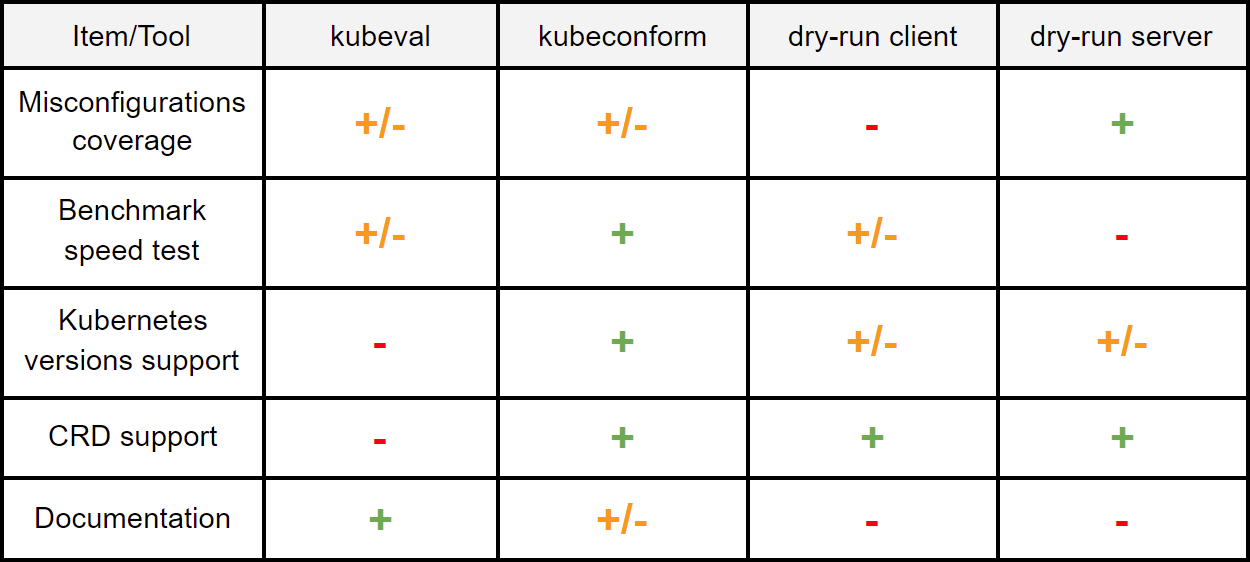 Item/Tool kubeval kubeconform dry-run client dry-run server
Misconfigurations
coverage
+/- +/- - +
Benchmark
speed test
+/- + +/- -
Kubernetes
versions support
- + +/- +/-
CRD support - + + +
Documentation + +/- - -